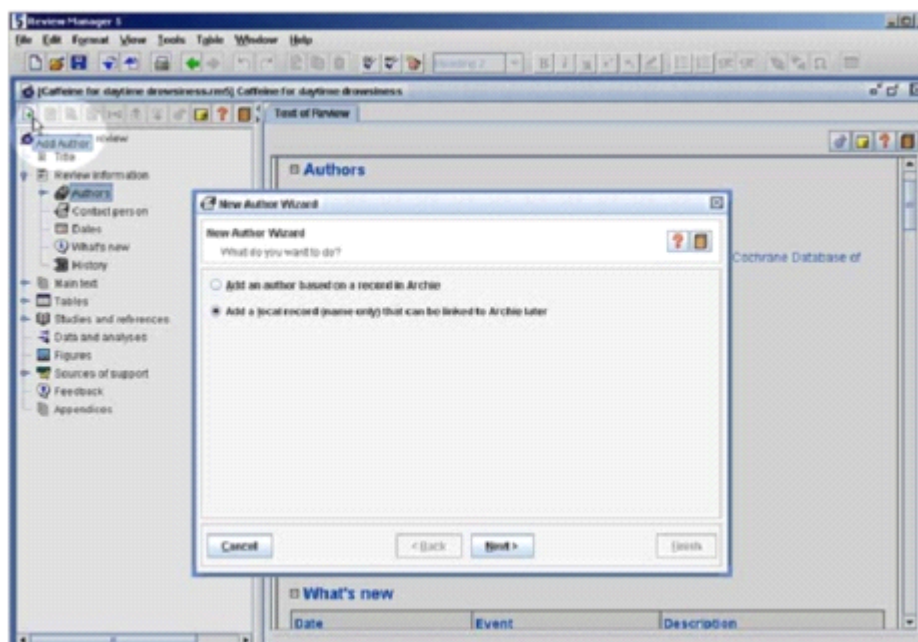 Review Manager 5
File Edit Format View Tools Table Window Help
Heading 2
B I
[Caffeine for daytime drowsiness.rm5] Caffeine for daytime drowsiness
Text of Review
Add Author
review
Title
Review information
Authors
Contact person
Dates
What's new
History
Main text
Tables
Studies and references
Data and analyses
Figures
Sources of support
Feedback
Appendices
Authors
Cochrane Database of
New Author Wizard
New Author Wizard
What do you want to do?
Add an author based on a record in Archie
Add a local record (name only) that can be linked to Archie later
Cancel
< Back
Next >
Finish
What's new
Date Event Description